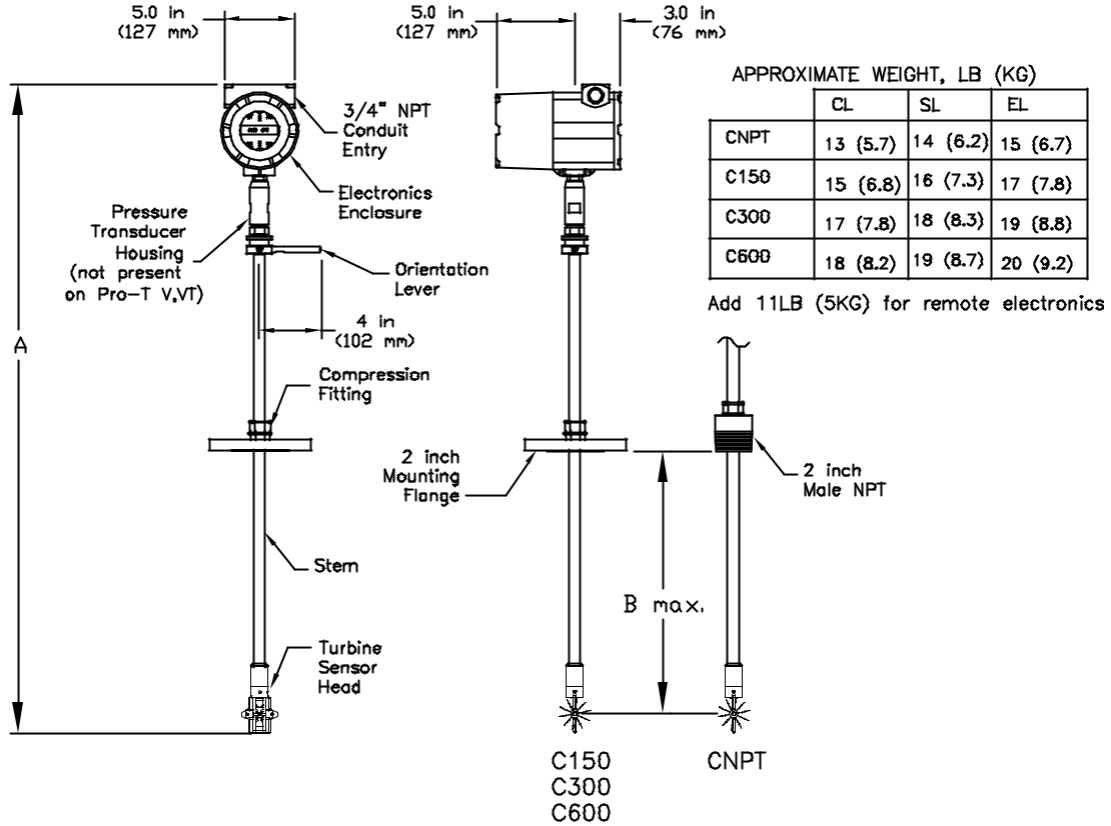 5.0 in
(127 mm)
5.0 in
(127 mm)
3.0 in
(76 mm)
3/4" NPT
Conduit
Entry
Electronics
Enclosure
Pressure
Transducer
Housing
(not present
on Pro-T V,VT)
Orientation
Lever
4 in
(102 mm)
A
Compression
Fitting
2 inch
Mounting
Flange
Stem
Turbine
Sensor
Head
B max.
2 inch
Male NPT
C150
C300
C600
CNPT
APPROXIMATE WEIGHT, LB (KG)
CL SL EL
CNPT 13 (5.7) 14 (6.2) 15 (6.7)
C150 15 (6.8) 16 (7.3) 17 (7.8)
C300 17 (7.8) 18 (8.3) 19 (8.8)
C600 18 (8.2) 19 (8.7) 20 (9.2)
Add 11LB (5KG) for remote electronics